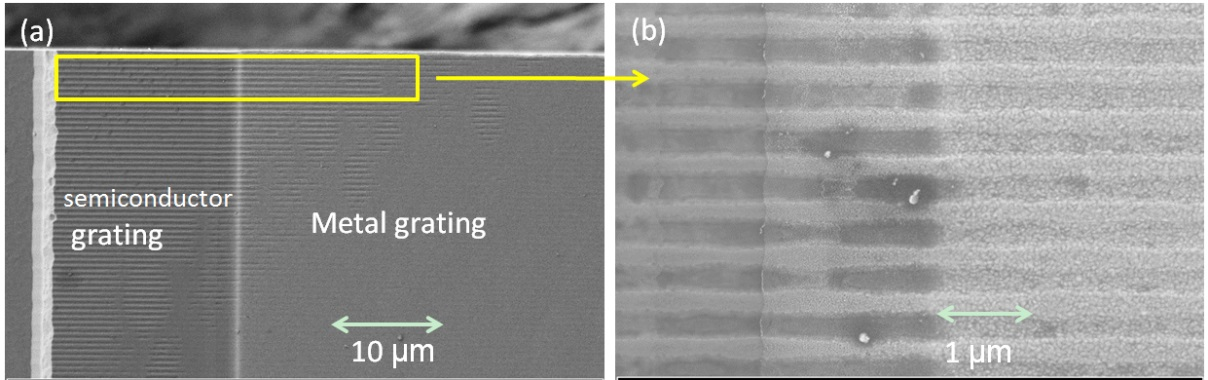 (a)
semiconductor
grating
Metal grating
10 µm
(b)
1 µm